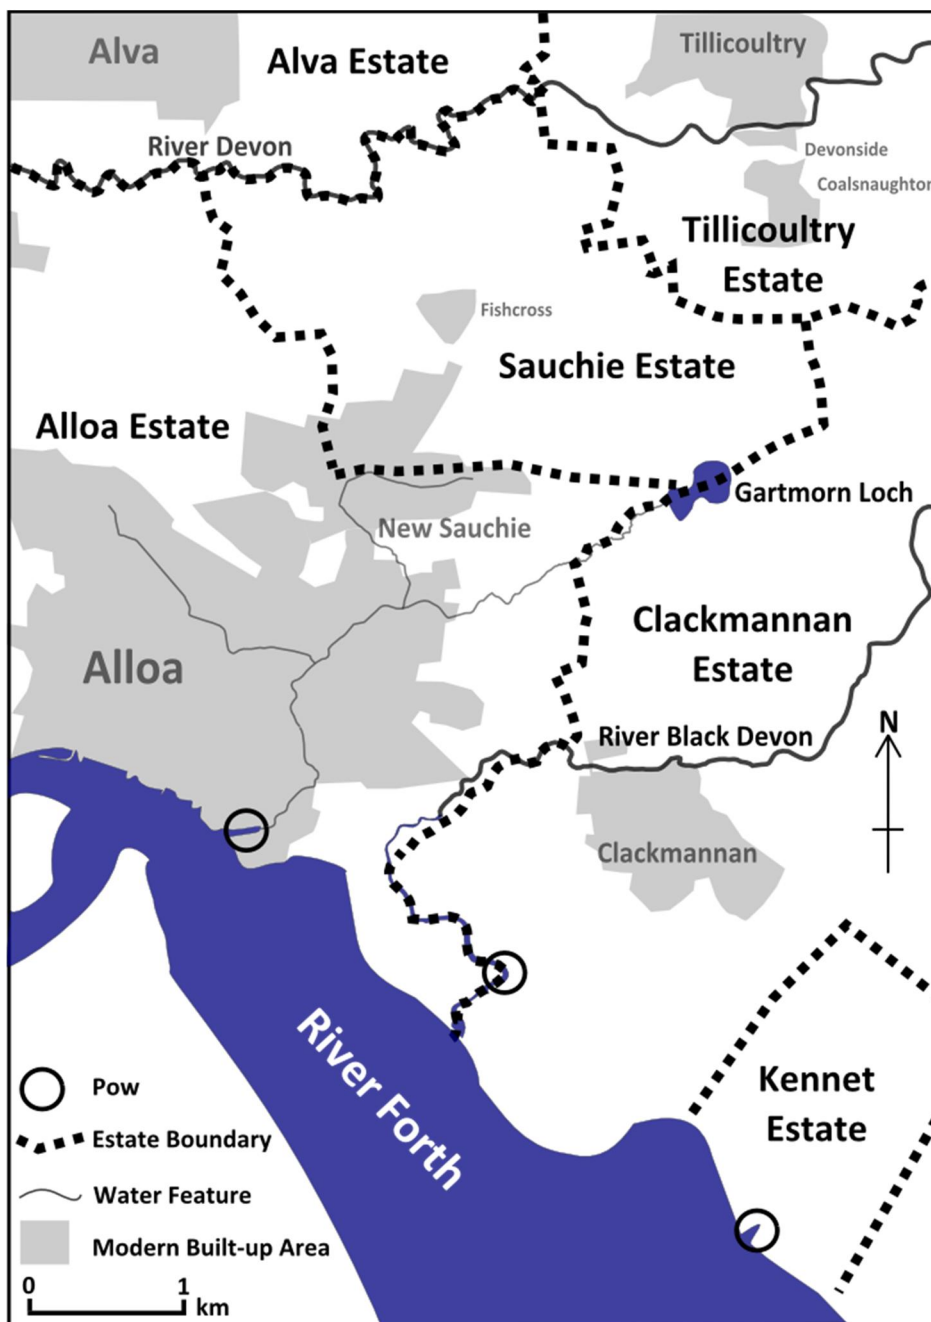 Alva
Alva Estate
Tillicoultry
River Devon
Devonside
Coalsnaughton
Tillicoultry
Estate
Fishcross
Sauchie Estate
Alloa Estate
Gartmorn Loch
New Sauchie
Clackmannan
Estate
Alloa
River Black Devon
N
Clackmannan
River Forth
Kennet
Estate
Pow
Estate Boundary
Water Feature
Modern Built-up Area
0 1
km